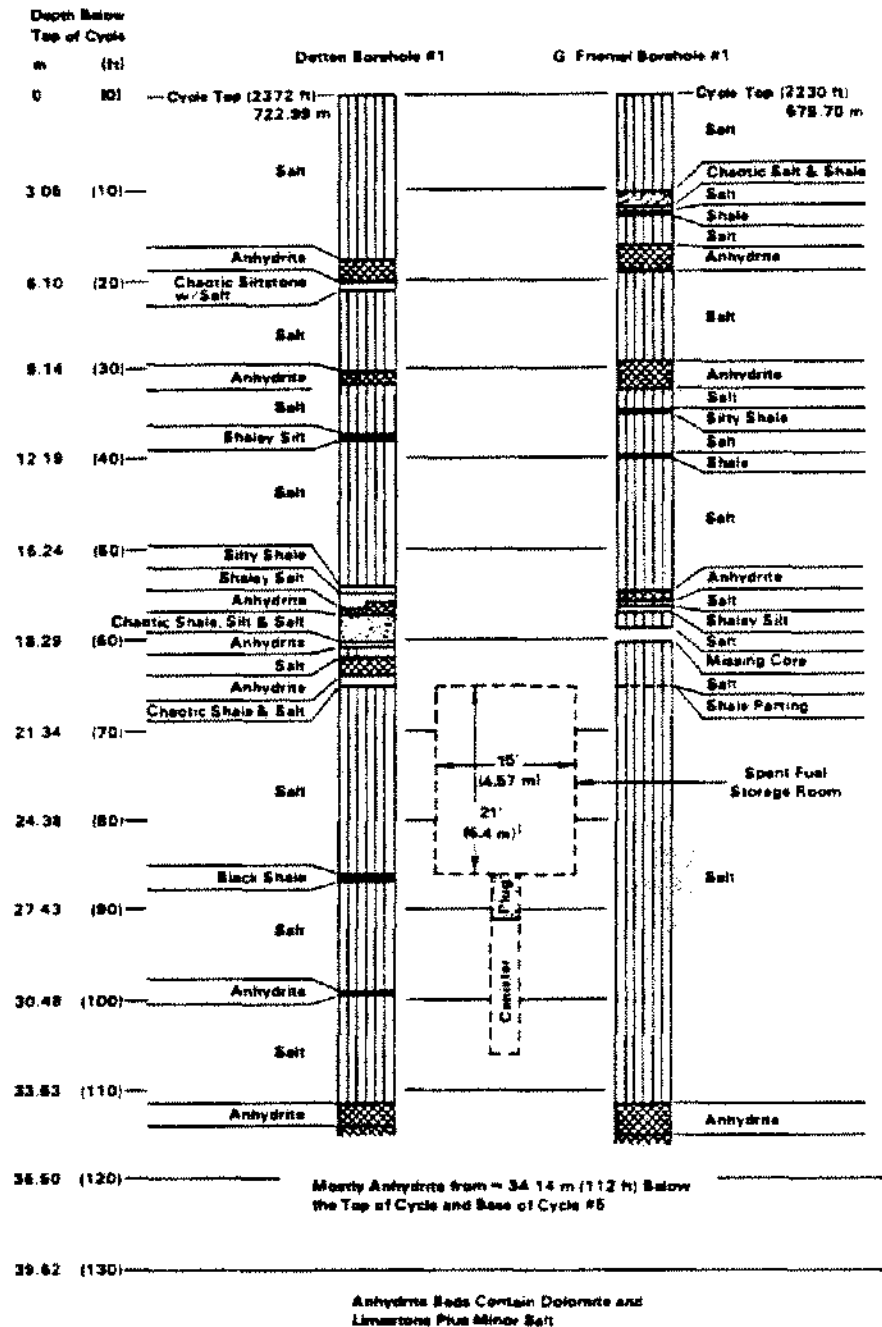 Depth Below
Top of Cycle
m (ft)
Detten Borehole #1
G Friemel Borehole #1
0 (0)
Cycle Top (2372 ft)
722.99 m
Cycle Top (2230 ft)
679.70 m
Salt
Salt
Chaotic Salt & Shale
3.05 (10)
Salt
Shale
Salt
Anhydrite
Anhydrite
6.10 (20)
Chaotic Siltstone
w/Salt
Salt
Salt
9.14 (30)
Anhydrite
Anhydrite
Salt
Salt
Silty Shale
Shaley Silt
Salt
12.19 (40)
Shale
Salt
Salt
15.24 (50)
Silty Shale
Shaley Salt
Anhydrite
Anhydrite
Salt
Chaotic Shale, Silt & Salt
Shaley Silt
18.29 (60)
Anhydrite
Salt
Salt
Missing Core
Anhydrite
Salt
Chaotic Shale & Salt
Shale Parting
21.34 (70)
15'
(4.57 m)
Spent Fuel
Storage Room
Salt
24.38 (80)
21'
(6.4 m)
Black Shale
Salt
Plug
27.43 (90)
Salt
Canister
Anhydrite
30.48 (100)
Salt
33.53 (110)
Anhydrite
Anhydrite
36.60 (120)
Mostly Anhydrite from ≈ 34.14 m (112 ft) Below
the Top of Cycle and Base of Cycle #5
39.62 (130)
Anhydrite Beds Contain Dolomite and
Limestone Plus Minor Salt